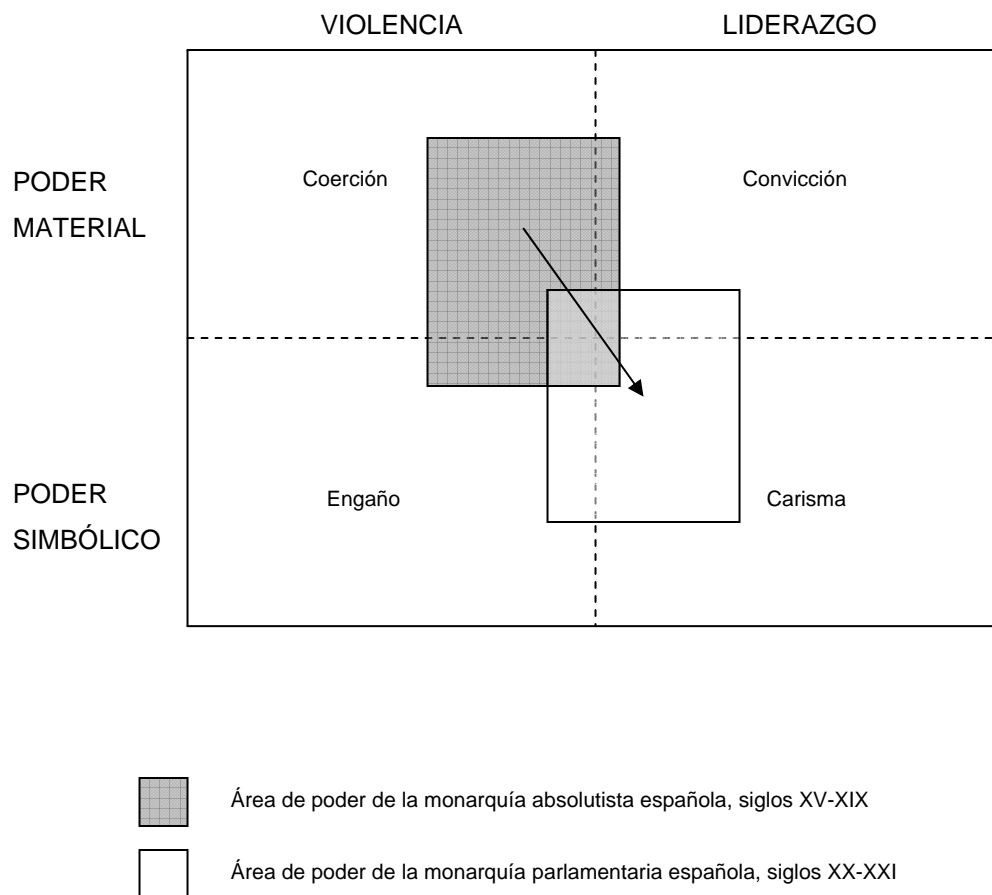 VIOLENCIA
LIDERAZGO
PODER
MATERIAL
Coerción
Convicción
PODER
SIMBÓLICO
Engaño
Carisma
Área de poder de la monarquía absolutista española, siglos XV-XIX
Área de poder de la monarquía parlamentaria española, siglos XX-XXI